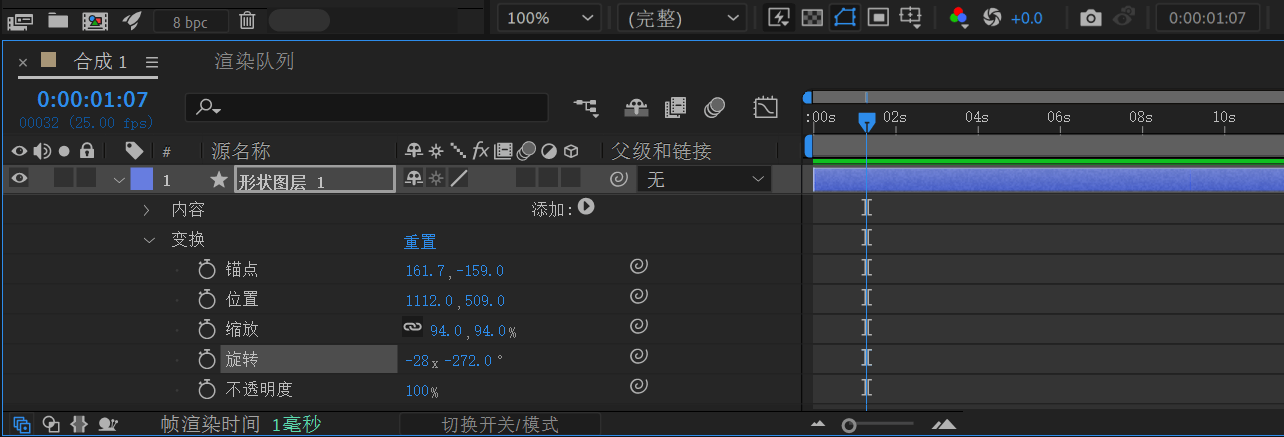 8 bpc 100% (完整) +0.0 0:00:01:07
× 合成 1 渲染队列
0:00:01:07
00032 (25.00 fps)
:00s 02s 04s 06s 08s 10s
# 源名称 fx 父级和链接
1 形状图层 1 无
内容 添加:
变换 重置
锚点 161.7,-159.0
位置 1112.0,509.0
缩放 94.0,94.0%
旋转 -28x-272.0°
不透明度 100%
帧渲染时间 1毫秒 切换开关/模式